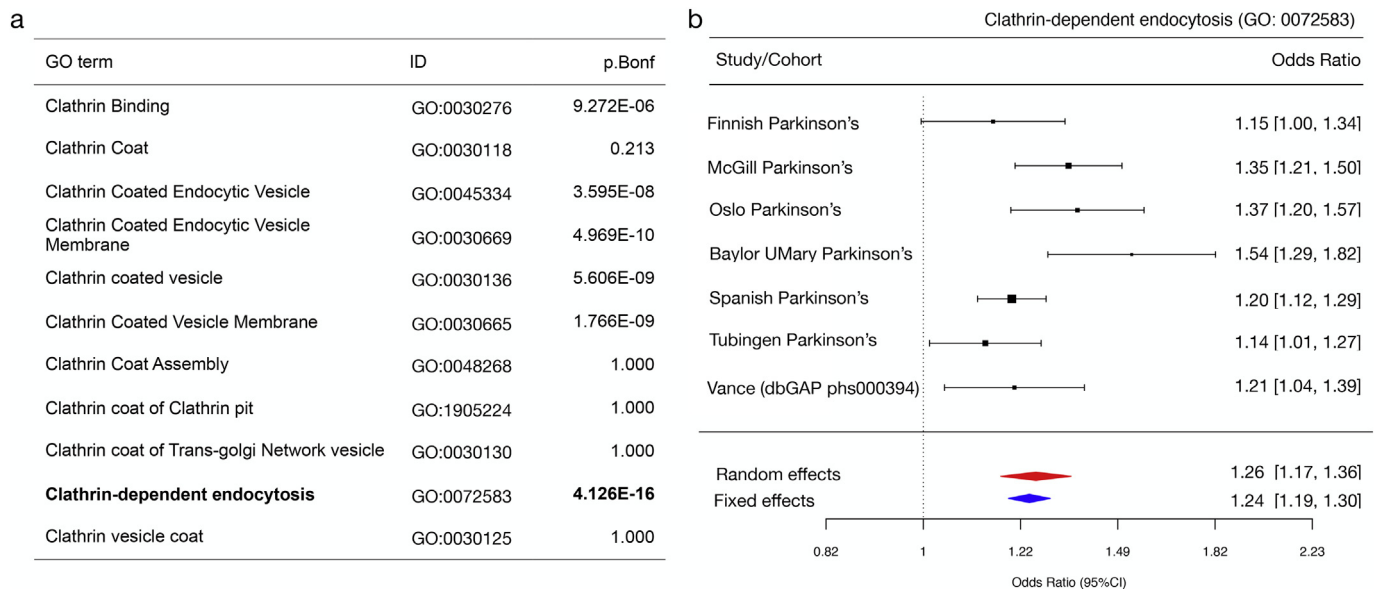 a
GO term ID p.Bonf
Clathrin Binding GO:0030276 9.272E-06
Clathrin Coat GO:0030118 0.213
Clathrin Coated Endocytic Vesicle GO:0045334 3.595E-08
Clathrin Coated Endocytic Vesicle
Membrane GO:0030669 4.969E-10
Clathrin coated vesicle GO:0030136 5.606E-09
Clathrin Coated Vesicle Membrane GO:0030665 1.766E-09
Clathrin Coat Assembly GO:0048268 1.000
Clathrin coat of Clathrin pit GO:1905224 1.000
Clathrin coat of Trans-golgi Network vesicle GO:0030130 1.000
Clathrin-dependent endocytosis GO:0072583 4.126E-16
Clathrin vesicle coat GO:0030125 1.000
b
Clathrin-dependent endocytosis (GO: 0072583)
Study/Cohort Odds Ratio
Finnish Parkinson's 1.15 [1.00, 1.34]
McGill Parkinson's 1.35 [1.21, 1.50]
Oslo Parkinson's 1.37 [1.20, 1.57]
Baylor UMary Parkinson's 1.54 [1.29, 1.82]
Spanish Parkinson's 1.20 [1.12, 1.29]
Tubingen Parkinson's 1.14 [1.01, 1.27]
Vance (dbGAP phs000394) 1.21 [1.04, 1.39]
Random effects 1.26 [1.17, 1.36]
Fixed effects 1.24 [1.19, 1.30]
0.82 1 1.22 1.49 1.82 2.23
Odds Ratio (95%CI)